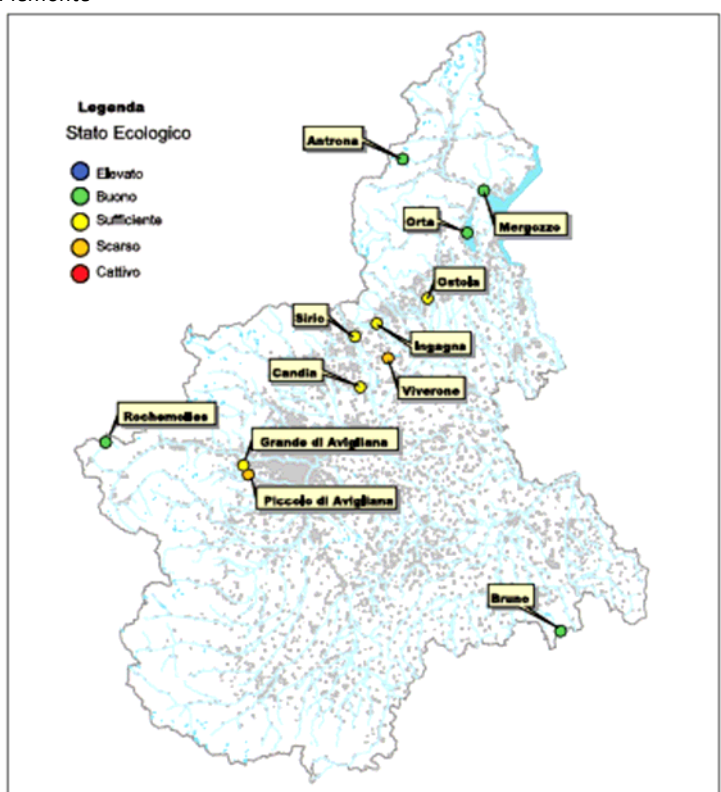 Piemonte
Legenda
Stato Ecologico
Elevato
Buono
Sufficiente
Scarso
Cattivo
Antrona
Mergozzo
Orta
Ostola
Sirio
Ingagna
Candia
Viverone
Rochemolles
Grande di Avigliana
Piccolo di Avigliana
Bruno